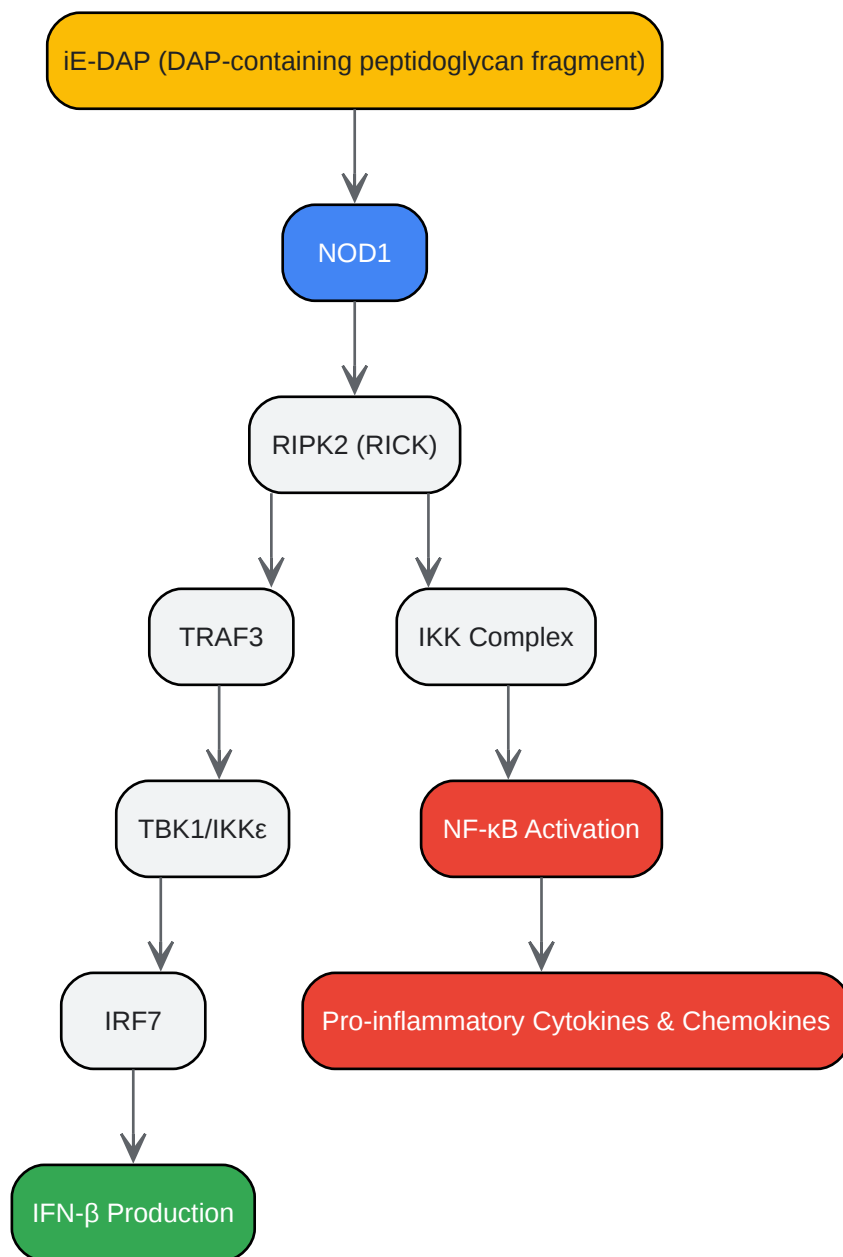 iE-DAP (DAP-containing peptidoglycan fragment)
NOD1
RIPK2 (RICK)
TRAF3
IKK Complex
TBK1/IKKε
NF-κB Activation
IRF7
Pro-inflammatory Cytokines & Chemokines
IFN-β Production